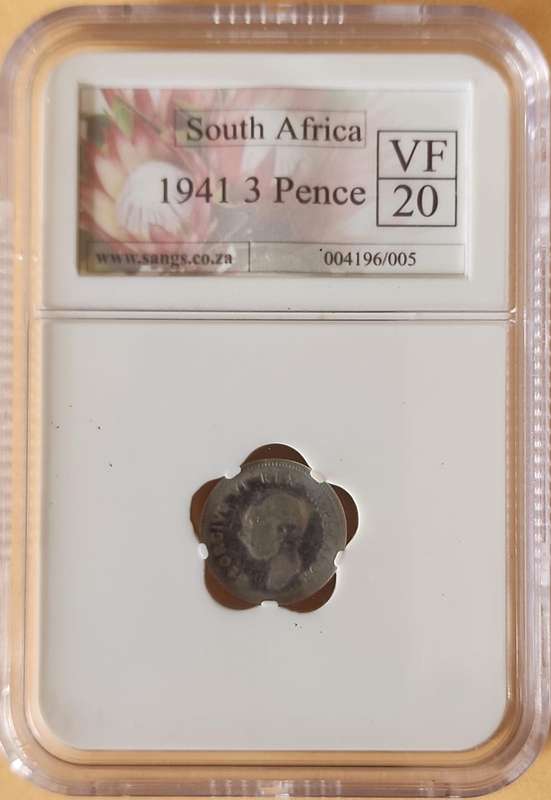 South Africa
VF
1941 3 Pence
20
www.sangs.co.za
004196/005